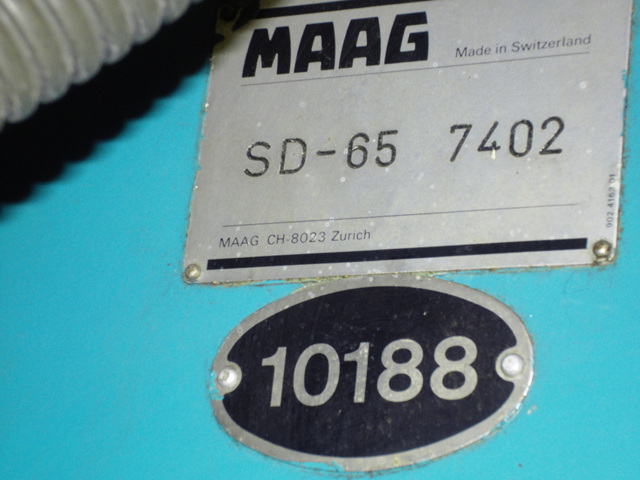 MAAG Made in Switzerland
SD-65 7402
MAAG CH-8023 Zurich
10188